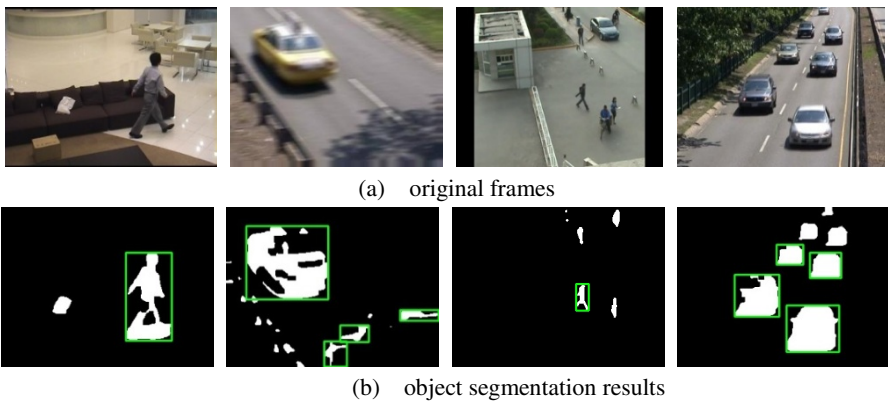 (a) original frames
(b) object segmentation results